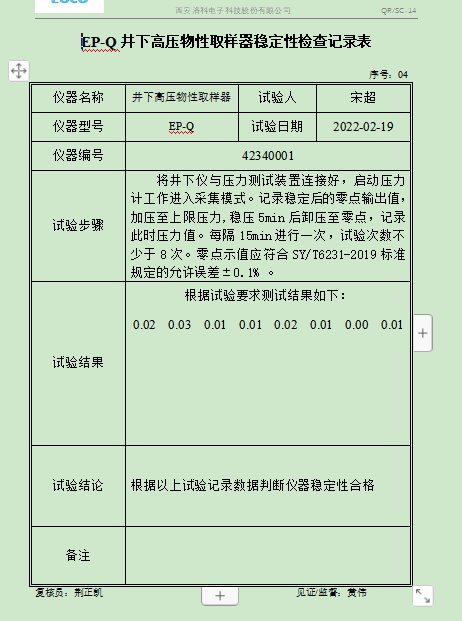 LOCO
西安洛科电子科技股份有限公司 QR/SC-14
EP-Q 井下高压物性取样器稳定性检查记录表
序号：04
仪器名称 井下高压物性取样器 试验人 宋超
仪器型号 EP-Q 试验日期 2022-02-19
仪器编号 42340001
试验步骤
将井下仪与压力测试装置连接好，启动压力
计工作进入采集模式。记录稳定后的零点输出值，
加压至上限压力，稳压 5min 后卸压至零点，记录
此时压力值。每隔 15min 进行一次，试验次数不
少于 8 次。零点示值应符合 SY/T6231-2019 标准
规定的允许误差±0.1% 。
试验结果
根据试验要求测试结果如下：
0.02 0.03 0.01 0.01 0.02 0.01 0.00 0.01
试验结论 根据以上试验记录数据判断仪器稳定性合格
备注
复核员：荆正凯 见证/监督：黄伟